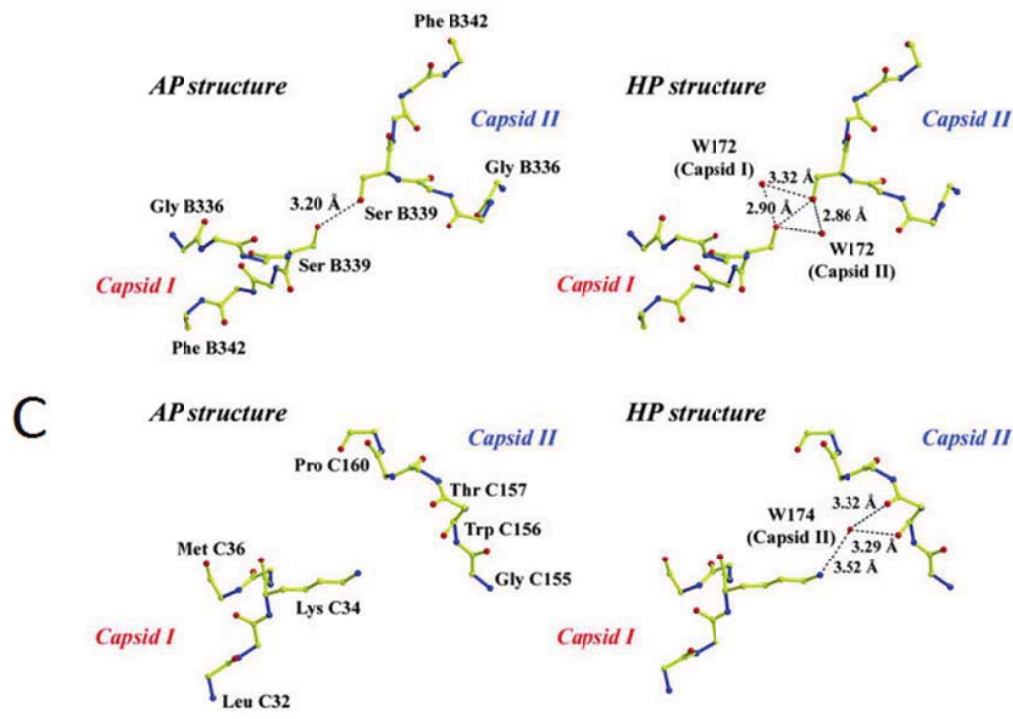 Phe B342
AP structure
Capsid II
Gly B336
3.20 Å
Ser B339
Gly B336
Ser B339
Capsid I
Phe B342
HP structure
Capsid II
W172
(Capsid I)
3.32 Å
2.90 Å
2.86 Å
W172
(Capsid II)
Capsid I
C
AP structure
Capsid II
Pro C160
Thr C157
Trp C156
Met C36
Gly C155
Lys C34
Capsid I
Leu C32
HP structure
Capsid II
3.32 Å
W174
(Capsid II)
3.29 Å
3.52 Å
Capsid I